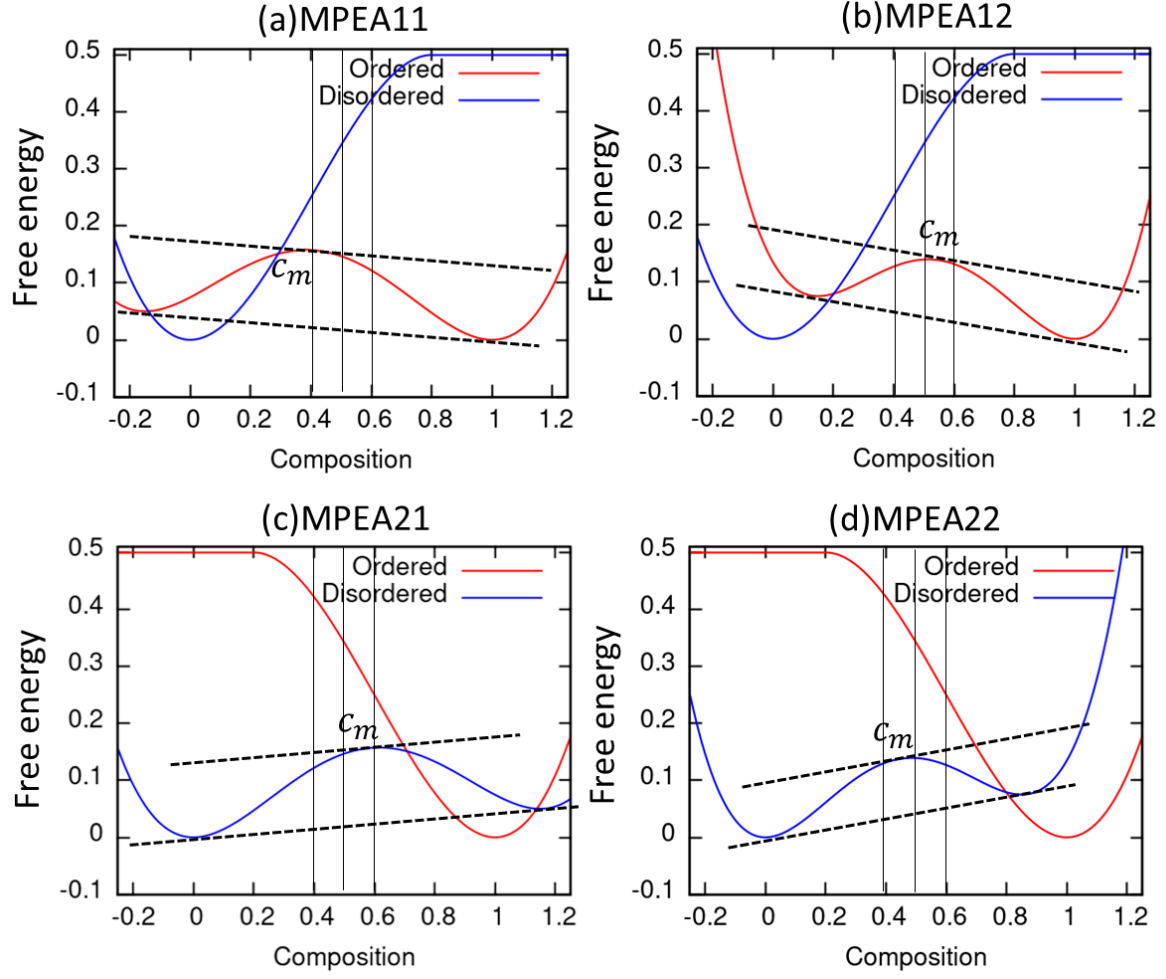 (a)MPEA11
(b)MPEA12
0.5
0.4
0.3
0.2
0.1
0
-0.1
Free energy
Ordered
Disordered
c_m
-0.2 0 0.2 0.4 0.6 0.8 1 1.2
Composition
0.5
0.4
0.3
0.2
0.1
0
-0.1
Free energy
Ordered
Disordered
c_m
-0.2 0 0.2 0.4 0.6 0.8 1 1.2
Composition
(c)MPEA21
(d)MPEA22
0.5
0.4
0.3
0.2
0.1
0
-0.1
Free energy
Ordered
Disordered
c_m
-0.2 0 0.2 0.4 0.6 0.8 1 1.2
Composition
0.5
0.4
0.3
0.2
0.1
0
-0.1
Free energy
Ordered
Disordered
c_m
-0.2 0 0.2 0.4 0.6 0.8 1 1.2
Composition